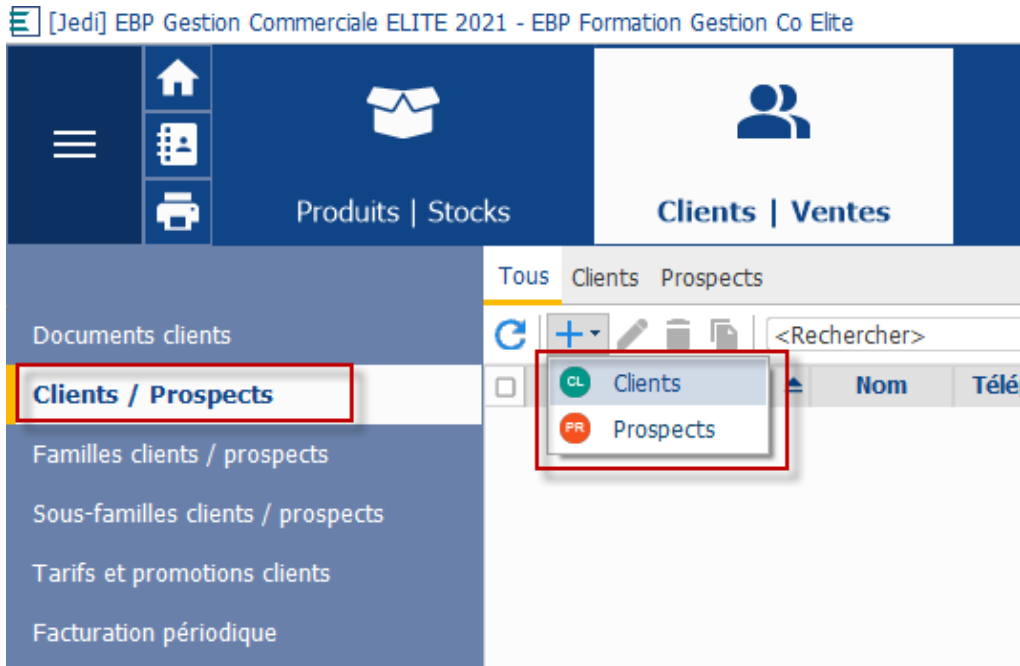 [Jedi] EBP Gestion Commerciale ELITE 2021 - EBP Formation Gestion Co Elite
Produits | Stocks
Clients | Ventes
Tous Clients Prospects
Documents clients
<Rechercher>
Clients / Prospects
CL Clients
Nom Télé
PR Prospects
Familles clients / prospects
Sous-familles clients / prospects
Tarifs et promotions clients
Facturation périodique